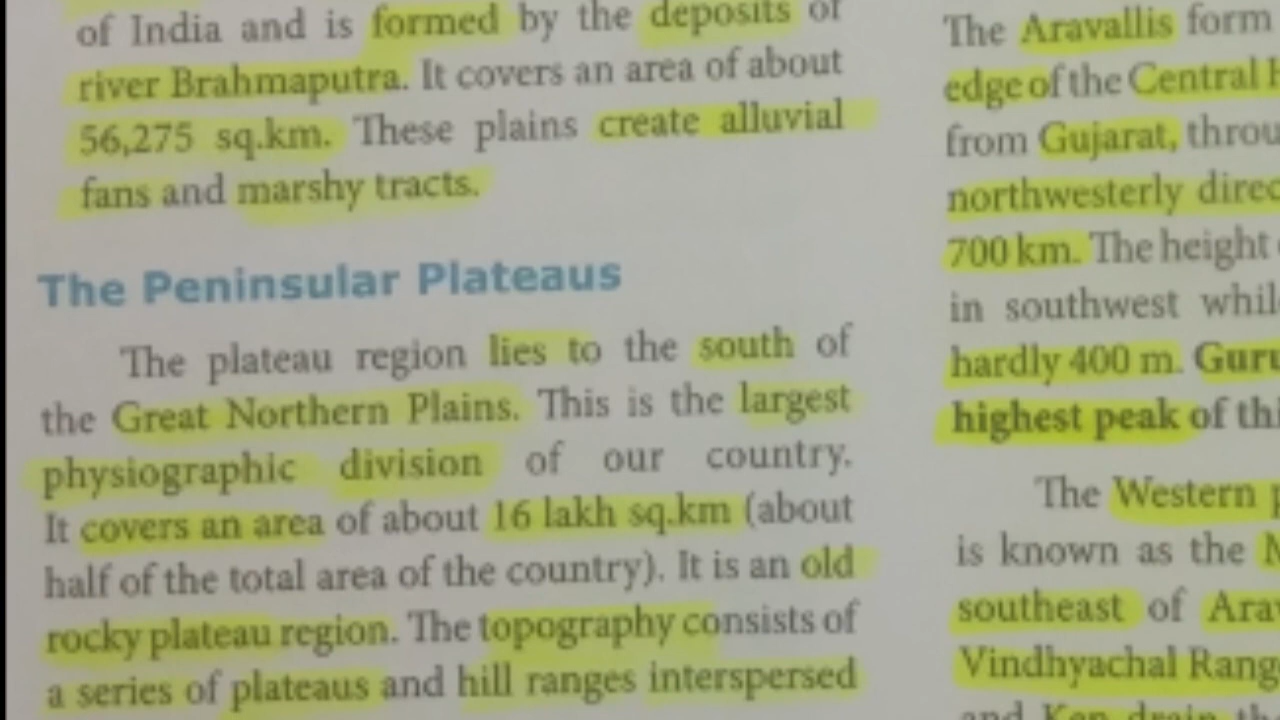 of India and is formed by the deposits of
river Brahmaputra. It covers an area of about
56,275 sq.km. These plains create alluvial
fans and marshy tracts.
The Peninsular Plateaus
The plateau region lies to the south of
the Great Northern Plains. This is the largest
physiographic division of our country.
It covers an area of about 16 lakh sq.km (about
half of the total area of the country). It is an old
rocky plateau region. The topography consists of
a series of plateaus and hill ranges interspersed
The Aravallis form
edge of the Central
from Gujarat,
northwesterly
700 km. The height
in southwest
hardly 400 m.
highest peak of
The Western
is known as the
southeast of
Vindhyachal
and Ken drain the